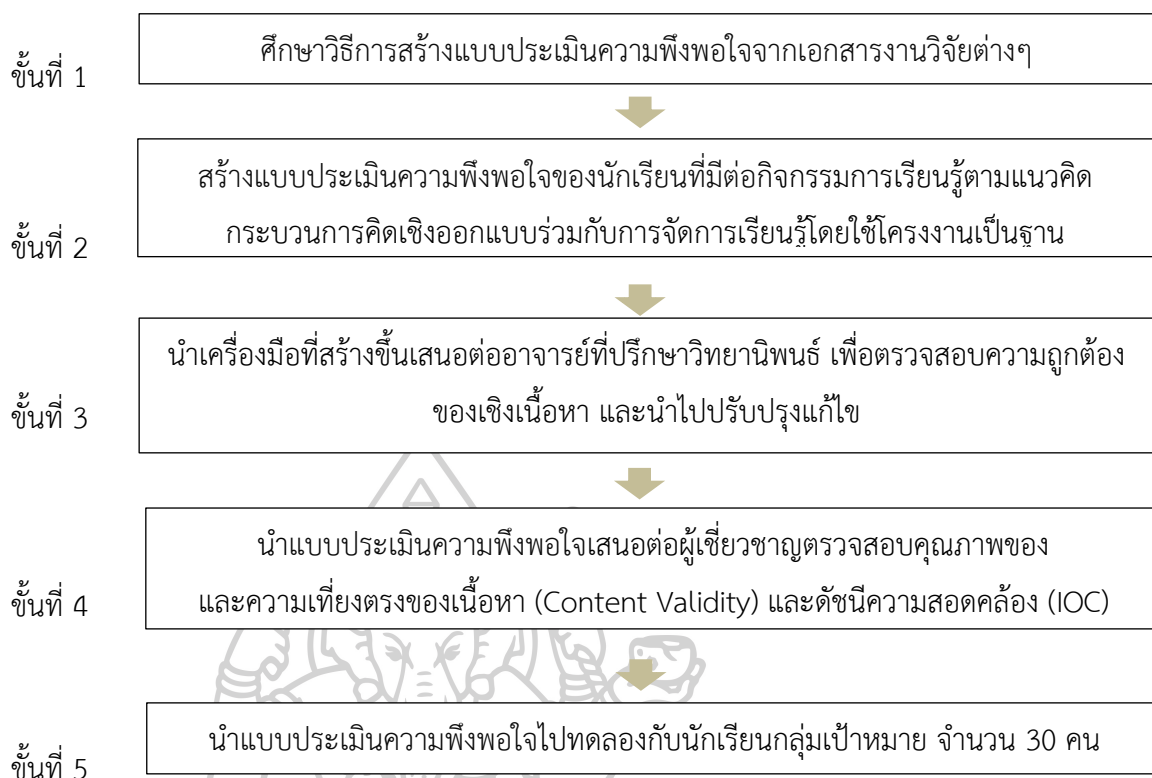 ขั้นที่ 1
ศึกษาวิธีการสร้างแบบประเมินความพึงพอใจจากเอกสารงานวิจัยต่างๆ
ขั้นที่ 2
สร้างแบบประเมินความพึงพอใจของนักเรียนที่มีต่อกิจกรรมการเรียนรู้ตามแนวคิด
กระบวนการคิดเชิงออกแบบร่วมกับการจัดการเรียนรู้โดยใช้โครงงานเป็นฐาน
ขั้นที่ 3
นำเครื่องมือที่สร้างขึ้นเสนอต่ออาจารย์ที่ปรึกษาวิทยานิพนธ์ เพื่อตรวจสอบความถูกต้อง
ของเชิงเนื้อหา และนำไปปรับปรุงแก้ไข
ขั้นที่ 4
นำแบบประเมินความพึงพอใจเสนอต่อผู้เชี่ยวชาญตรวจสอบคุณภาพของ
และความเที่ยงตรงของเนื้อหา (Content Validity) และดัชนีความสอดคล้อง (IOC)
ขั้นที่ 5
นำแบบประเมินความพึงพอใจไปทดลองกับนักเรียนกลุ่มเป้าหมาย จำนวน 30 คน